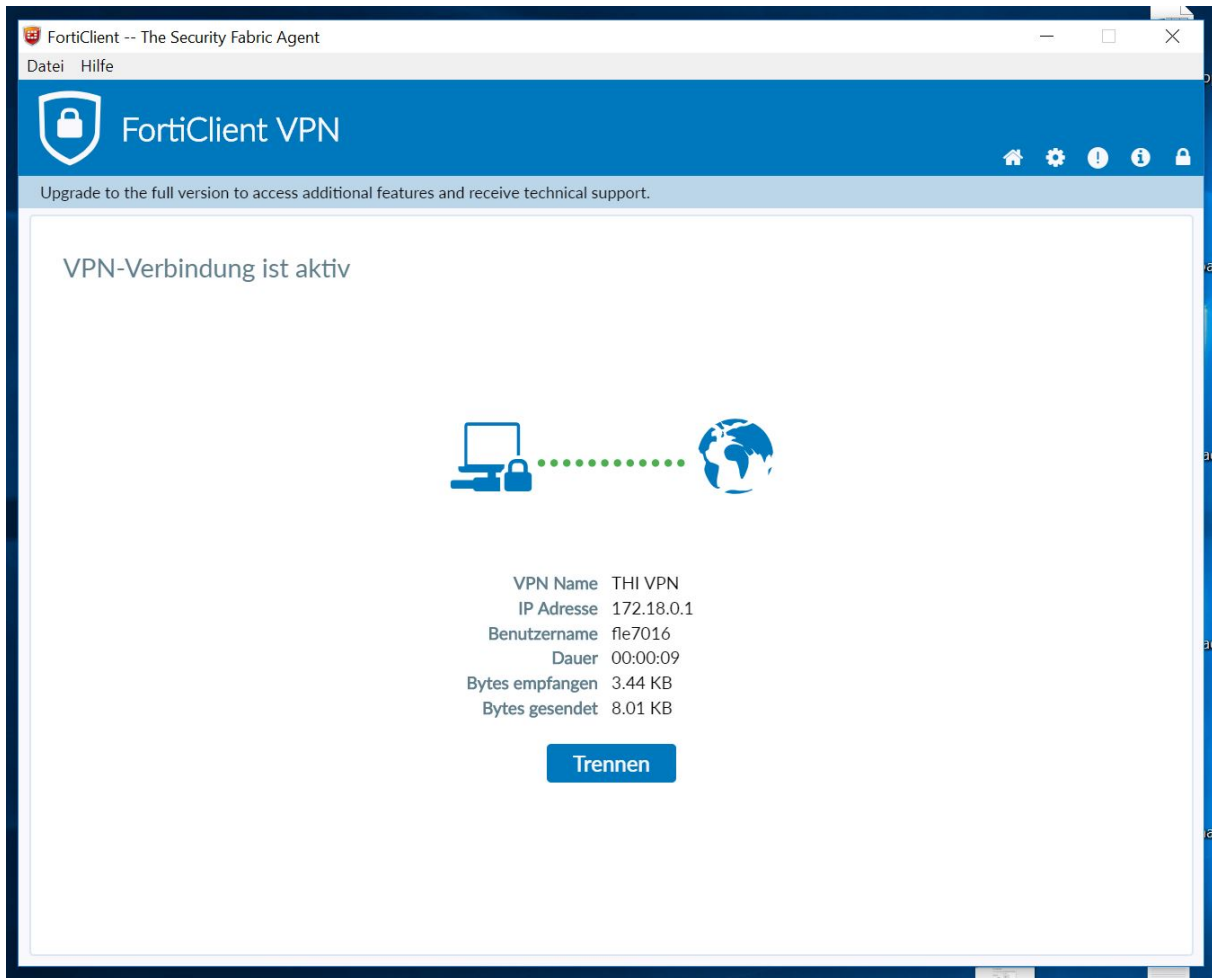 FortiClient -- The Security Fabric Agent
Datei Hilfe
FortiClient VPN
Upgrade to the full version to access additional features and receive technical support.
VPN-Verbindung ist aktiv
VPN Name THI VPN
IP Adresse 172.18.0.1
Benutzername fle7016
Dauer 00:00:09
Bytes empfangen 3.44 KB
Bytes gesendet 8.01 KB
Trennen